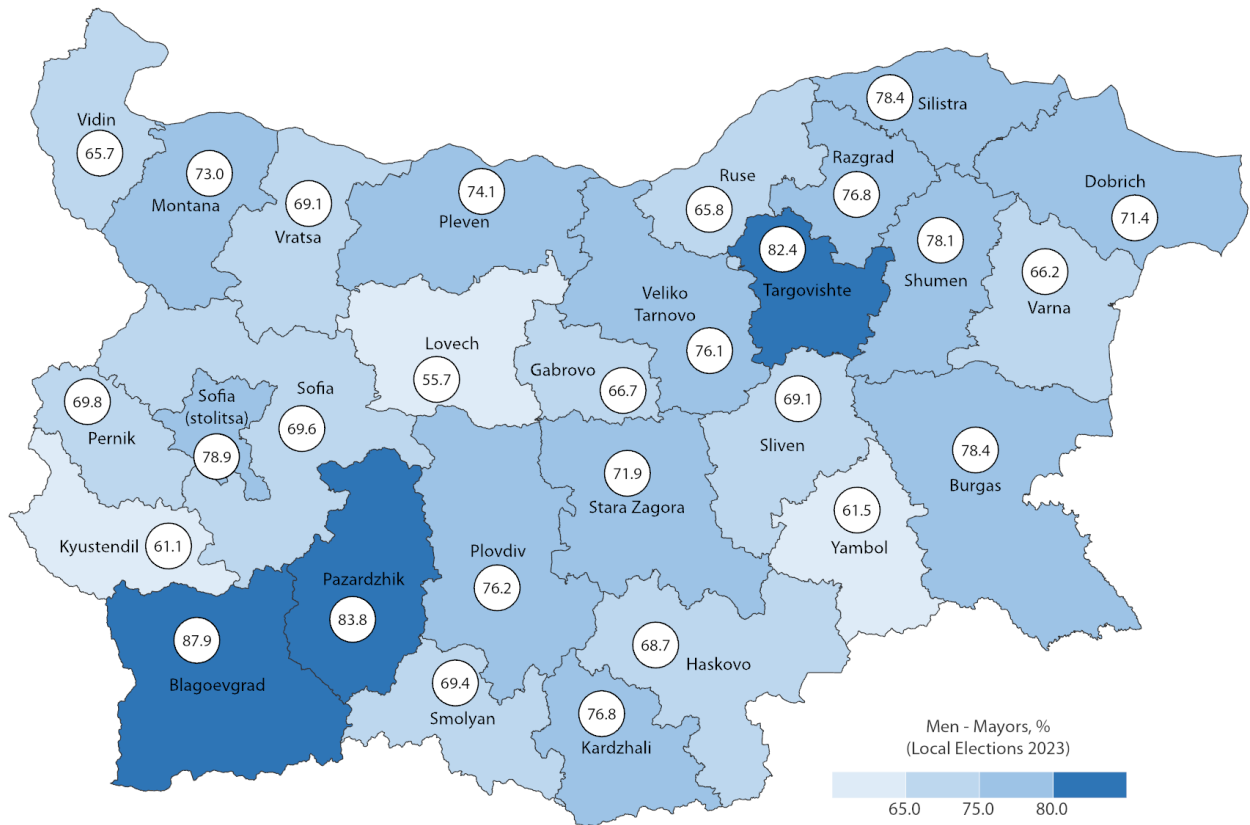 Vidin
65.7
73.0
Montana
69.1
Vratsa
74.1
Pleven
Ruse
65.8
78.4
Silistra
Razgrad
76.8
Dobrich
71.4
82.4
Targovishte
78.1
Shumen
66.2
Varna
Veliko
Tarnovo
76.1
Lovech
55.7
Gabrovo
66.7
69.8
Pernik
Sofia
(stolitsa)
78.9
Sofia
69.6
69.1
Sliven
78.4
Burgas
71.9
Stara Zagora
61.5
Yambol
Kyustendil
61.1
Plovdiv
76.2
Pazardzhik
83.8
87.9
Blagoevgrad
68.7
Haskovo
69.4
Smolyan
76.8
Kardzhali
Men - Mayors, %
(Local Elections 2023)
65.0 75.0 80.0